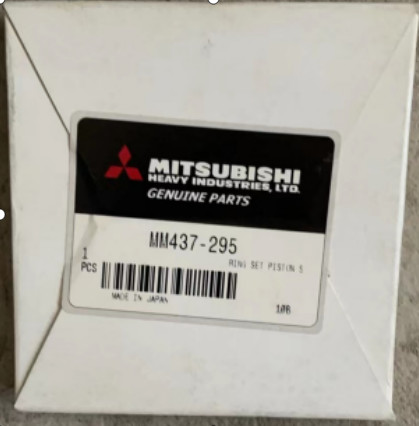 MITSUBISHI
HEAVY INDUSTRIES, LTD.
GENUINE PARTS
MM437-295
RING SET PISTON S
1
PCS
MADE IN JAPAN
10B